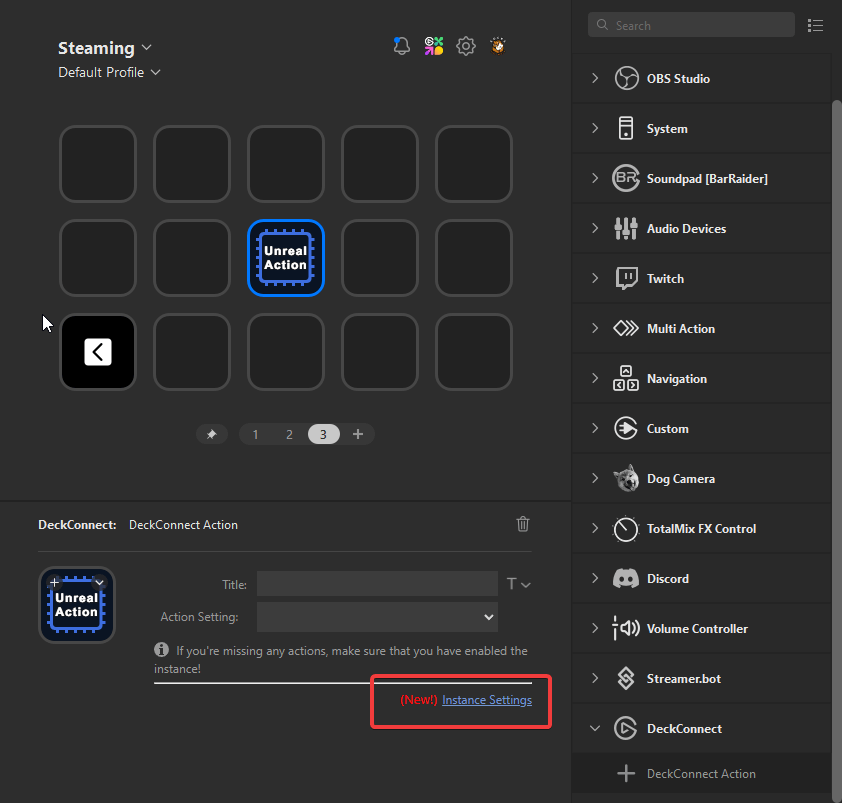 Steaming
Default Profile
Unreal
Action
1 2 3 +
DeckConnect: DeckConnect Action
Unreal
Action
Title:
T
Action Setting:
If you're missing any actions, make sure that you have enabled the
instance!
(New!) Instance Settings
Search
OBS Studio
System
BR Soundpad [BarRaider]
Audio Devices
Twitch
Multi Action
Navigation
Custom
Dog Camera
TotalMix FX Control
Discord
Volume Controller
Streamer.bot
DeckConnect
DeckConnect Action